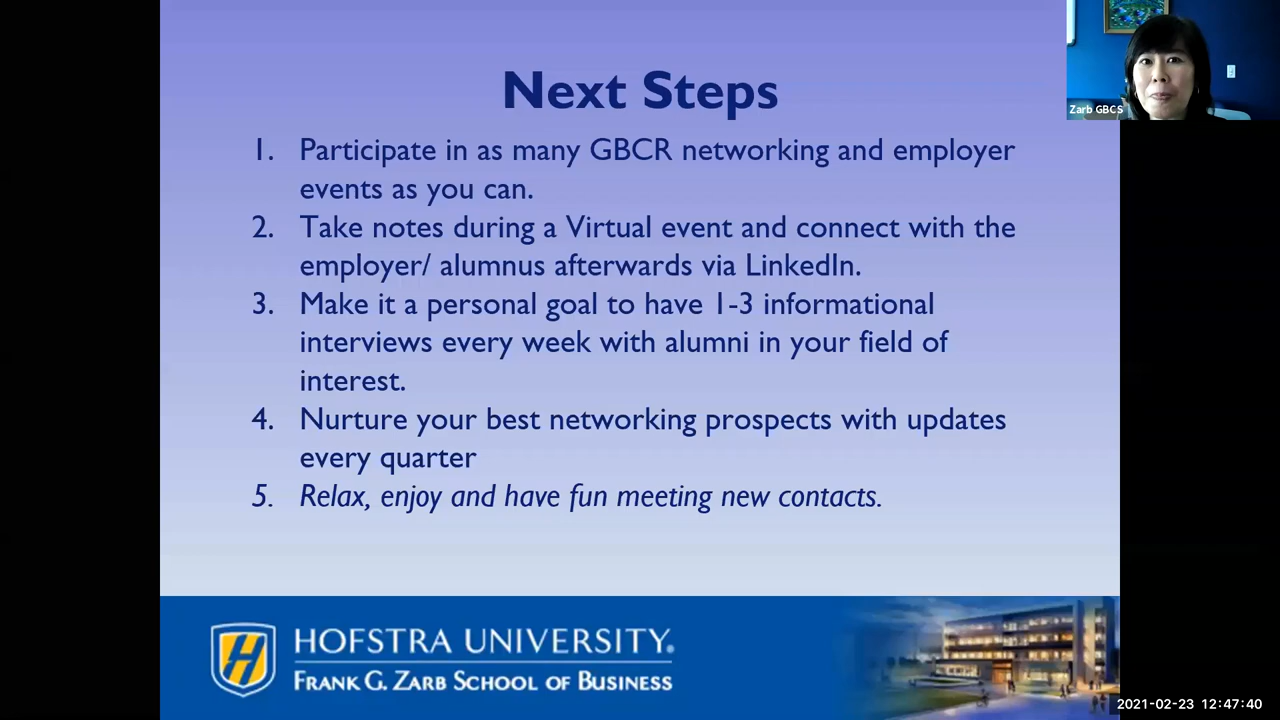 Next Steps
Zarb GBCS
1. Participate in as many GBCR networking and employer
events as you can.
2. Take notes during a Virtual event and connect with the
employer/ alumnus afterwards via LinkedIn.
3. Make it a personal goal to have 1-3 informational
interviews every week with alumni in your field of
interest.
4. Nurture your best networking prospects with updates
every quarter
5. Relax, enjoy and have fun meeting new contacts.
H
HOFSTRA UNIVERSITY®
FRANK G. ZARB SCHOOL OF BUSINESS
2021-02-23 12:47:40